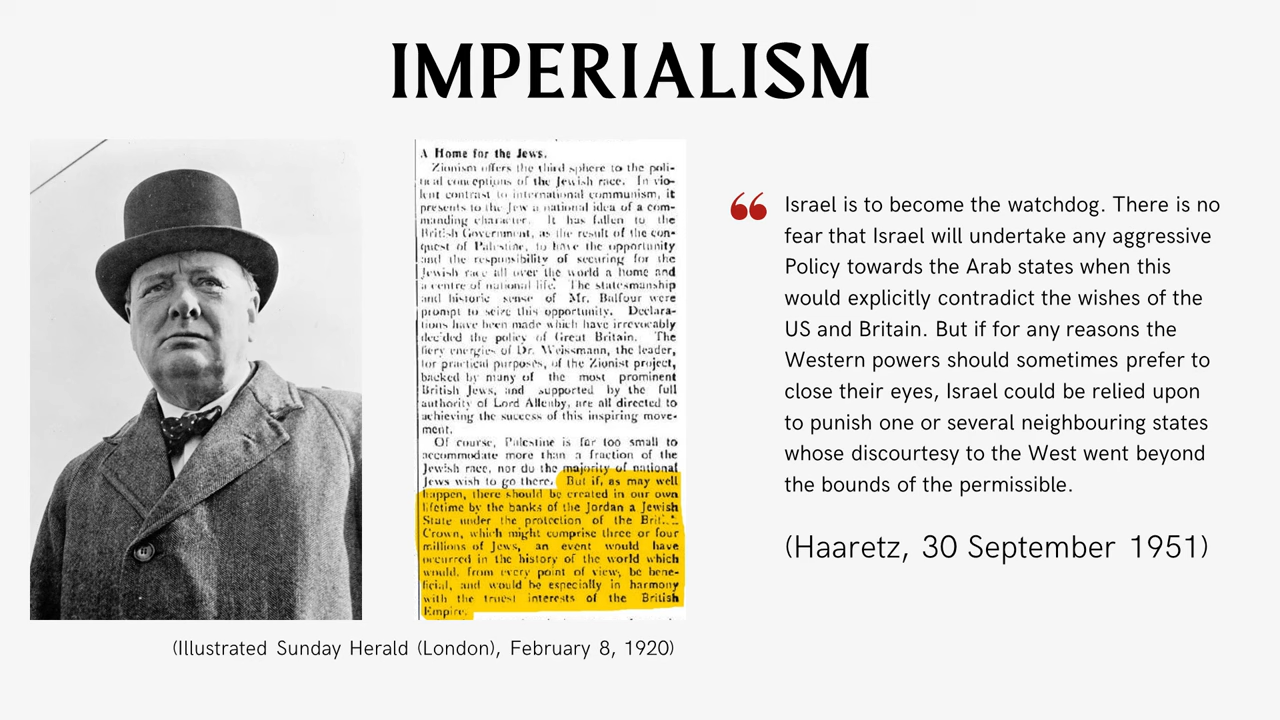 IMPERIALISM
A Home for the Jews.
Zionism offers the third sphere to the poli-
tical conceptions of the Jewish race. In vio-
lent contrast to international communism, it
presents to the Jew a national idea of a com-
manding character. It has fallen to the
British Government, as the result of the con-
quest of Palestine, to have the opportunity
and the responsibility of securing for the
Jewish race all over the world a home and
a centre of national life. The statesmanship
and historic sense of Mr. Balfour were
prompt to seize this opportunity. Declara-
tions have been made which have irrevocably
decided the policy of Great Britain. The
fiery energies of Dr. Weissmann, the leader,
for practical purposes, of the Zionist project,
backed by many of the most prominent
British Jews, and supported by the full
authority of Lord Allenby, are all directed to
achieving the success of this inspiring move-
ment.
Of course, Palestine is far too small to
accommodate more than a fraction of the
Jewish race, nor do the majority of national
Jews wish to go there. But if, as may well
happen, there should be created in our own
lifetime by the banks of the Jordan a Jewish
State under the protection of the
Crown, which might comprise three or four
millions of Jews, an event would have
occurred in the history of the world which
would, from every point of view, be bene-
ficial, and would be especially in harmony
with the truest interests of the British
Empire.
(Illustrated Sunday Herald (London), February 8, 1920)
“Israel is to become the watchdog. There is no
fear that Israel will undertake any aggressive
Policy towards the Arab states when this
would explicitly contradict the wishes of the
US and Britain. But if for any reasons the
Western powers should sometimes prefer to
close their eyes, Israel could be relied upon
to punish one or several neighbouring states
whose discourtesy to the West went beyond
the bounds of the permissible.
(Haaretz, 30 September 1951)